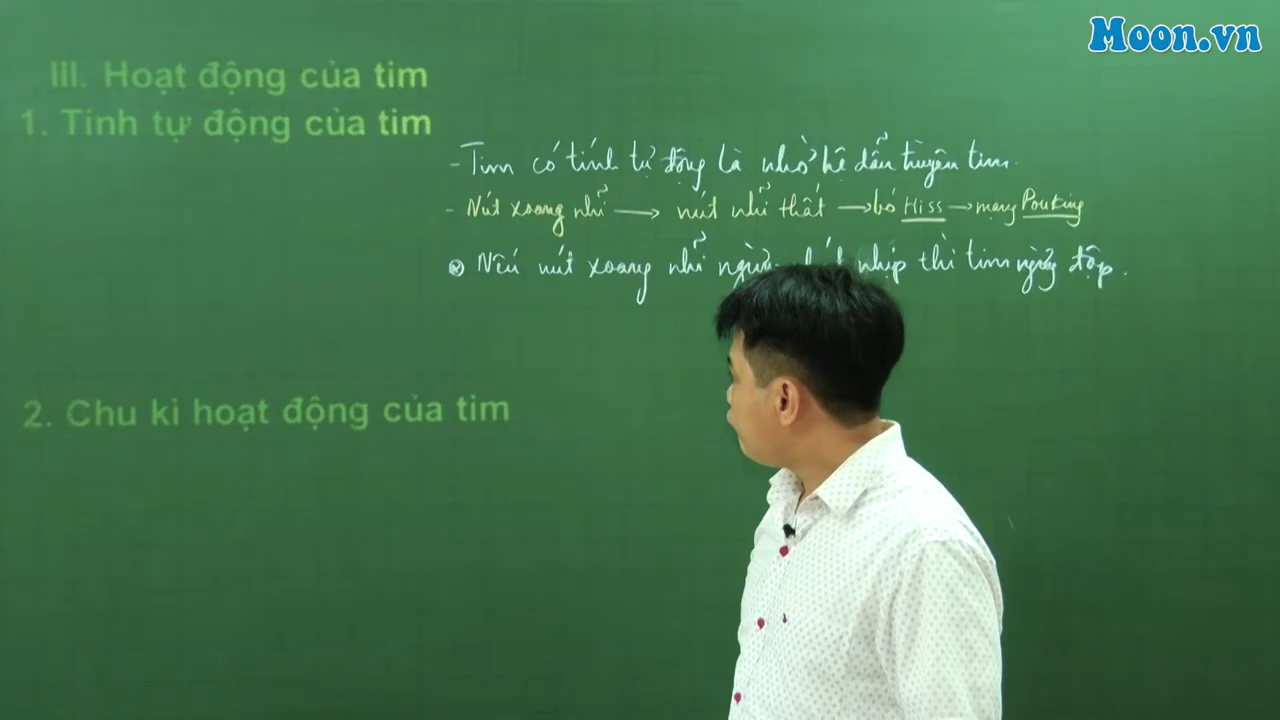 Moon.vn
III. Hoạt động của tim
1. Tính tự động của tim
- Tim có tính tự động là nhờ hệ dẫn truyền tim.
- Nút xoang nhĩ → nút nhĩ thất → bó Hiss → mạng Pouking
Nếu nút xoang nhĩ ngừng nhịp thì tim ngừng đập.
2. Chu kì hoạt động của tim